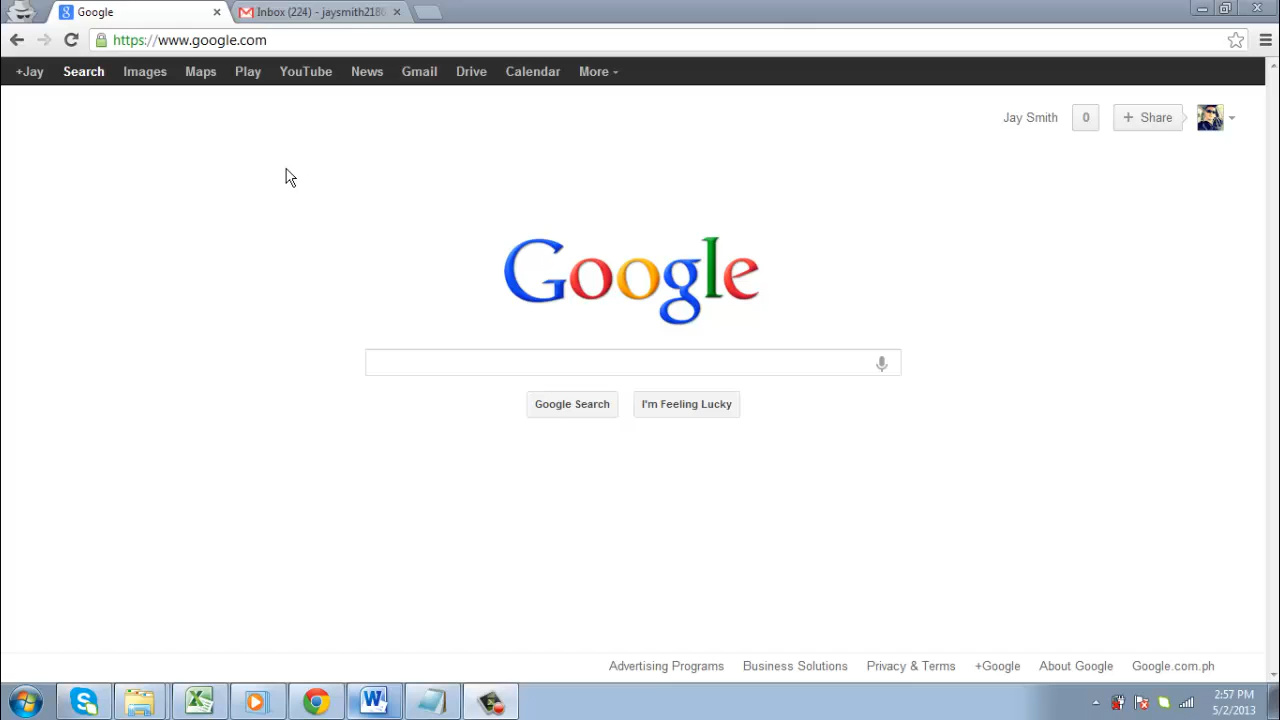 Google
Inbox (224) - jaysmith2180
https://www.google.com
+Jay Search Images Maps Play YouTube News Gmail Drive Calendar More
Jay Smith 0 + Share
Google
Google Search I'm Feeling Lucky
Advertising Programs Business Solutions Privacy & Terms +Google About Google Google.com.ph
2:57 PM
5/2/2013